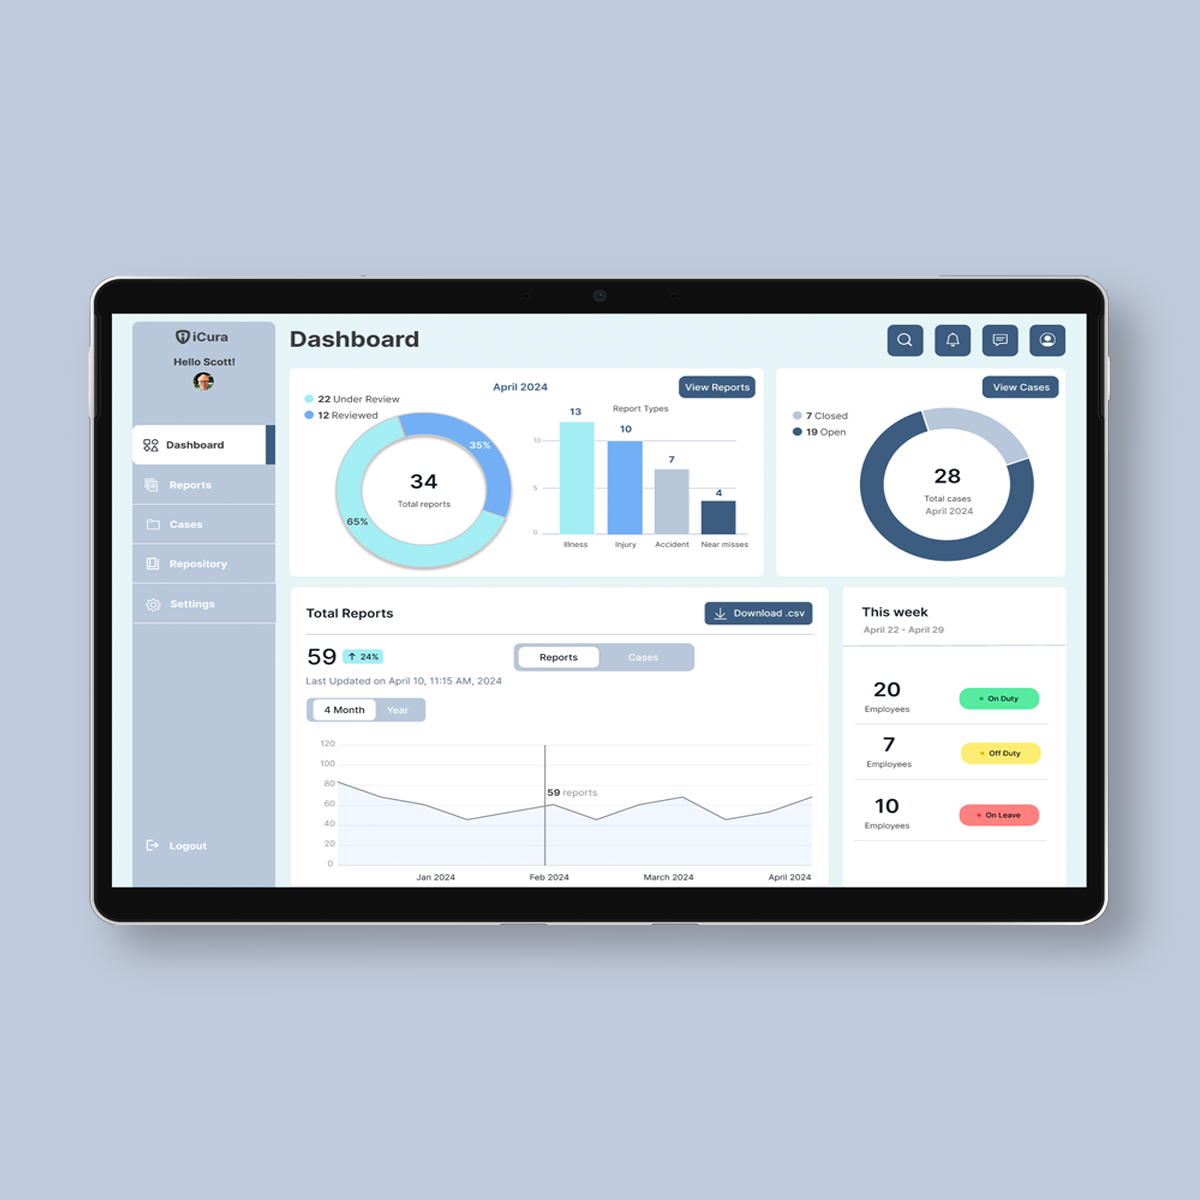 iCura
Hello Scott!
Dashboard
Reports
Cases
Repository
Settings
Logout
Dashboard
22 Under Review
12 Reviewed
April 2024
View Reports
35%
65%
34
Total reports
Report Types
13
10
7
4
10
5
0
Illness Injury Accident Near misses
View Cases
7 Closed
19 Open
28
Total cases
April 2024
Total Reports
Download .csv
59 ↑ 24%
Last Updated on April 10, 11:15 AM, 2024
Reports Cases
4 Month Year
120
100
80
60
40
20
0
59 reports
Jan 2024 Feb 2024 March 2024 April 2024
This week
April 22 - April 29
20
Employees
On Duty
7
Employees
Off Duty
10
Employees
On Leave